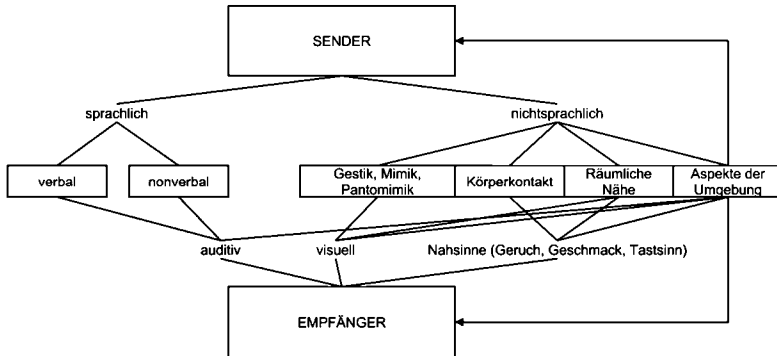 SENDER
sprachlich
nichtsprachlich
verbal
nonverbal
Gestik, Mimik,
Pantomimik
Körperkontakt
Räumliche
Nähe
Aspekte der
Umgebung
auditiv
visuell
Nahsinne (Geruch, Geschmack, Tastsinn)
EMPFÄNGER